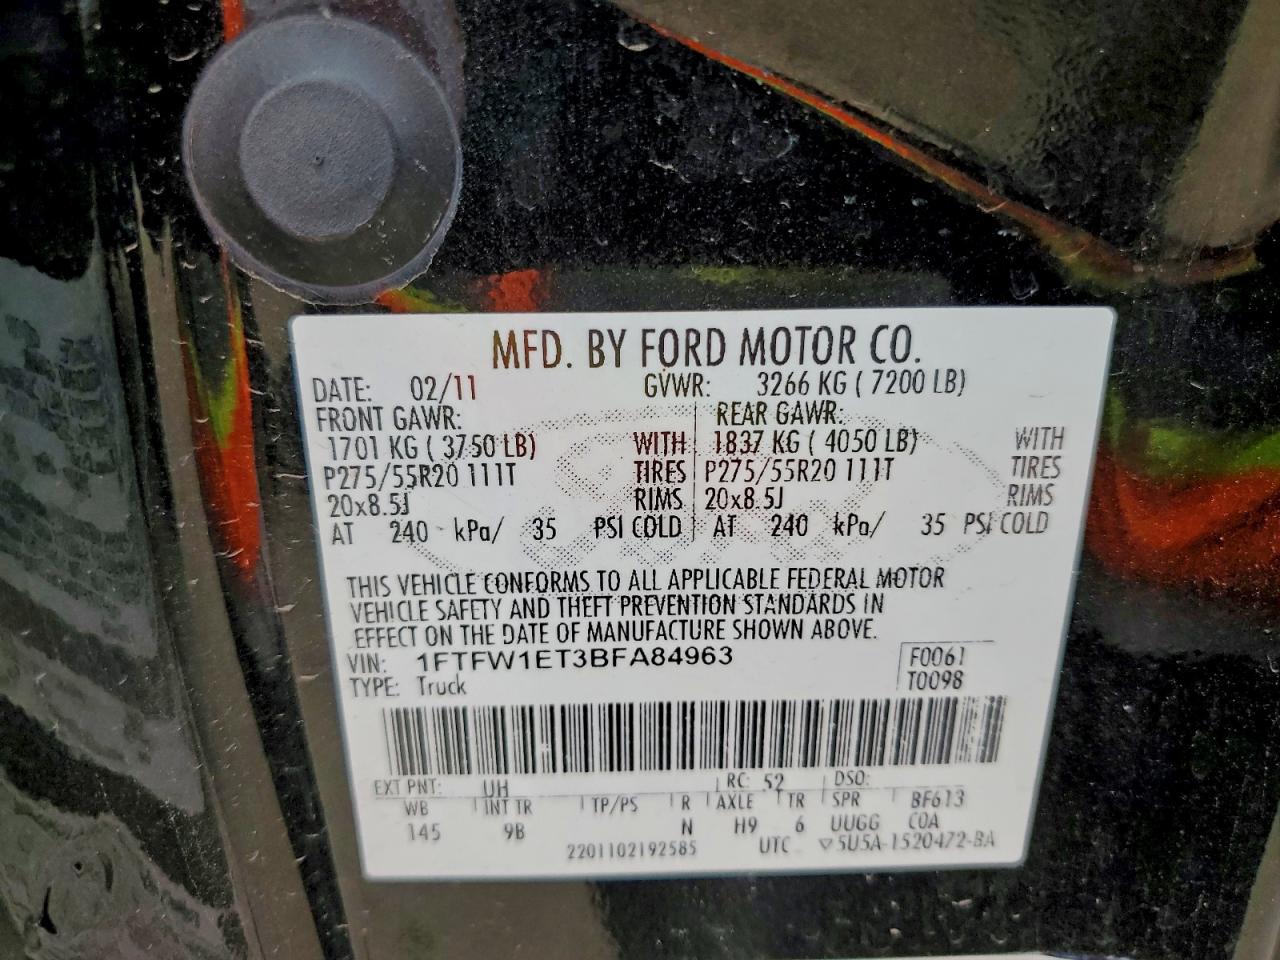 MFD. BY FORD MOTOR CO.
DATE: 02/11 GVWR: 3266 KG ( 7200 LB)
FRONT GAWR: REAR GAWR:
1701 KG ( 3750 LB) WITH 1837 KG ( 4050 LB) WITH
P275/55R20 111T TIRES P275/55R20 111T TIRES
20x8.5J RIMS 20x8.5J RIMS
AT 240 kPa/ 35 PSI COLD AT 240 kPa/ 35 PSI COLD
THIS VEHICLE CONFORMS TO ALL APPLICABLE FEDERAL MOTOR
VEHICLE SAFETY AND THEFT PREVENTION STANDARDS IN
EFFECT ON THE DATE OF MANUFACTURE SHOWN ABOVE.
VIN: 1FTFW1ET3BFA84963 F0061
TYPE: Truck T0098
EXT PNT: UH RC: 52 DSO:
WB INT TR TP/PS R AXLE TR SPR BF613
145 9B N H9 6 UUGG COA
2201102192585 UTC ▽5U5A-1520472-BA